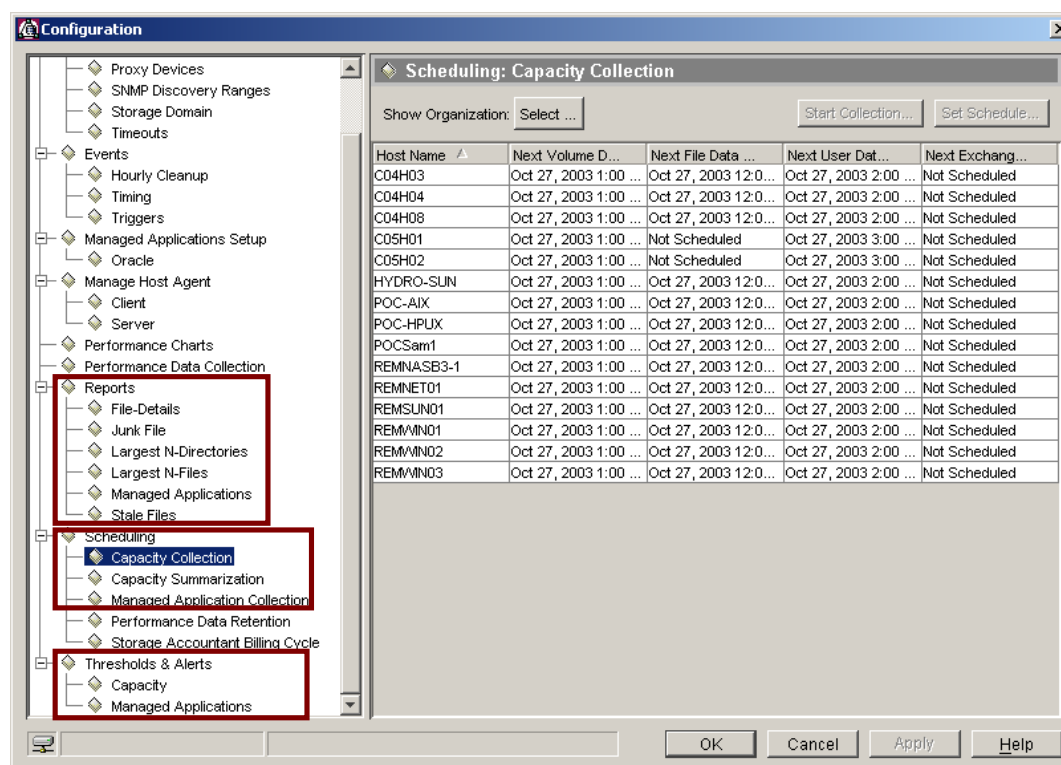 Configuration
Proxy Devices
SNMP Discovery Ranges
Storage Domain
Timeouts
Events
Hourly Cleanup
Timing
Triggers
Managed Applications Setup
Oracle
Manage Host Agent
Client
Server
Performance Charts
Performance Data Collection
Reports
File-Details
Junk File
Largest N-Directories
Largest N-Files
Managed Applications
Stale Files
Scheduling
Capacity Collection
Capacity Summarization
Managed Application Collection
Performance Data Retention
Storage Accountant Billing Cycle
Thresholds & Alerts
Capacity
Managed Applications
Scheduling: Capacity Collection
Show Organization: Select ... Start Collection... Set Schedule...
Host Name Next Volume D... Next File Data ... Next User Dat... Next Exchang...
C04H03 Oct 27, 2003 1:00 ... Oct 27, 2003 12:0... Oct 27, 2003 2:00 ... Not Scheduled
C04H04 Oct 27, 2003 1:00 ... Oct 27, 2003 12:0... Oct 27, 2003 2:00 ... Not Scheduled
C04H08 Oct 27, 2003 1:00 ... Oct 27, 2003 12:0... Oct 27, 2003 2:00 ... Not Scheduled
C05H01 Oct 27, 2003 1:00 ... Not Scheduled Oct 27, 2003 3:00 ... Not Scheduled
C05H02 Oct 27, 2003 1:00 ... Not Scheduled Oct 27, 2003 3:00 ... Not Scheduled
HYDRO-SUN Oct 27, 2003 1:00 ... Oct 27, 2003 12:0... Oct 27, 2003 2:00 ... Not Scheduled
POC-AIX Oct 27, 2003 1:00 ... Oct 27, 2003 12:0... Oct 27, 2003 2:00 ... Not Scheduled
POC-HPUX Oct 27, 2003 1:00 ... Oct 27, 2003 12:0... Oct 27, 2003 2:00 ... Not Scheduled
POCSam1 Oct 27, 2003 1:00 ... Oct 27, 2003 12:0... Oct 27, 2003 2:00 ... Not Scheduled
REMNASB3-1 Oct 27, 2003 1:00 ... Oct 27, 2003 12:0... Oct 27, 2003 2:00 ... Not Scheduled
REMNET01 Oct 27, 2003 1:00 ... Oct 27, 2003 12:0... Oct 27, 2003 2:00 ... Not Scheduled
REMSUN01 Oct 27, 2003 1:00 ... Oct 27, 2003 12:0... Oct 27, 2003 2:00 ... Not Scheduled
REMWIN01 Oct 27, 2003 1:00 ... Oct 27, 2003 12:0... Oct 27, 2003 2:00 ... Not Scheduled
REMWIN02 Oct 27, 2003 1:00 ... Oct 27, 2003 12:0... Oct 27, 2003 2:00 ... Not Scheduled
REMWIN03 Oct 27, 2003 1:00 ... Oct 27, 2003 12:0... Oct 27, 2003 2:00 ... Not Scheduled
OK Cancel Apply Help